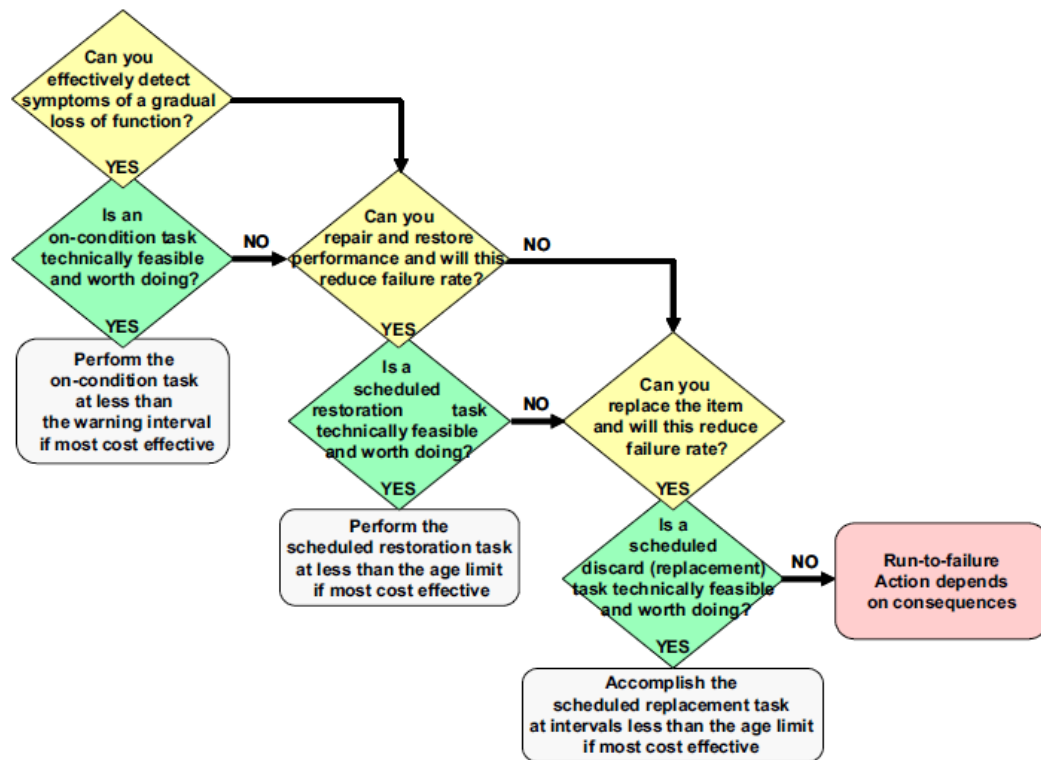 Can you
effectively detect
symptoms of a gradual
loss of function?
YES
Is an
on-condition task
technically feasible
and worth doing?
NO
YES
Perform the
on-condition task
at less than
the warning interval
if most cost effective
Can you
repair and restore
performance and will this
reduce failure rate?
NO
YES
Is a
scheduled
restoration task
technically feasible
and worth doing?
NO
YES
Perform the
scheduled restoration task
at less than the age limit
if most cost effective
Can you
replace the item
and will this reduce
failure rate?
YES
Is a
scheduled
discard (replacement)
task technically feasible
and worth doing?
NO
YES
Run-to-failure
Action depends
on consequences
Accomplish the
scheduled replacement task
at intervals less than the age limit
if most cost effective